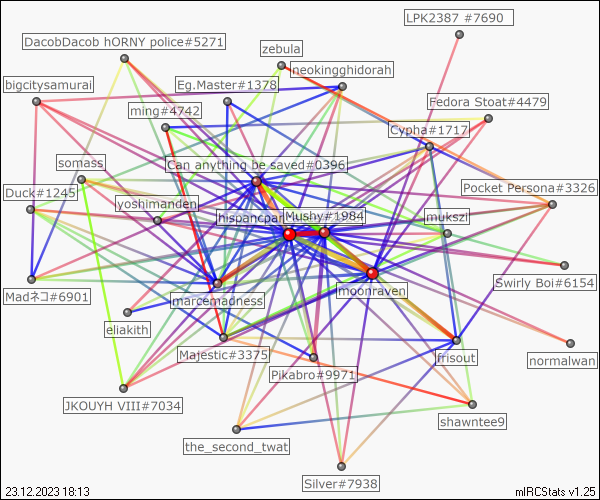 LPK2387 #7690
DacobDacob hORNY police#5271
zebula
neokingghidorah
bigcitysamurai
Eg.Master#1378
ming#4742
Fedora Stoat#4479
Cypha#1717
somass
Can anything be saved#0396
Duck#1245
Pocket Persona#3326
yoshimanden
hispancpar
Mushy#1984
mukszi
Madネコ#6901
marcemadness
moonraven
Swirly Boi#6154
eliakith
Majestic#3375
frisout
normalwan
Pikabro#9971
JKOUYH VIII#7034
shawntee9
the_second_twat
Silver#7938
23.12.2023 18:13
mIRCStats v1.25